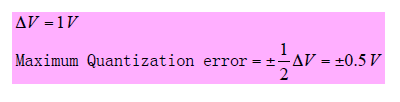 ΔV = 1V
Maximum Quantization error = ±1/2 ΔV = ±0.5 V